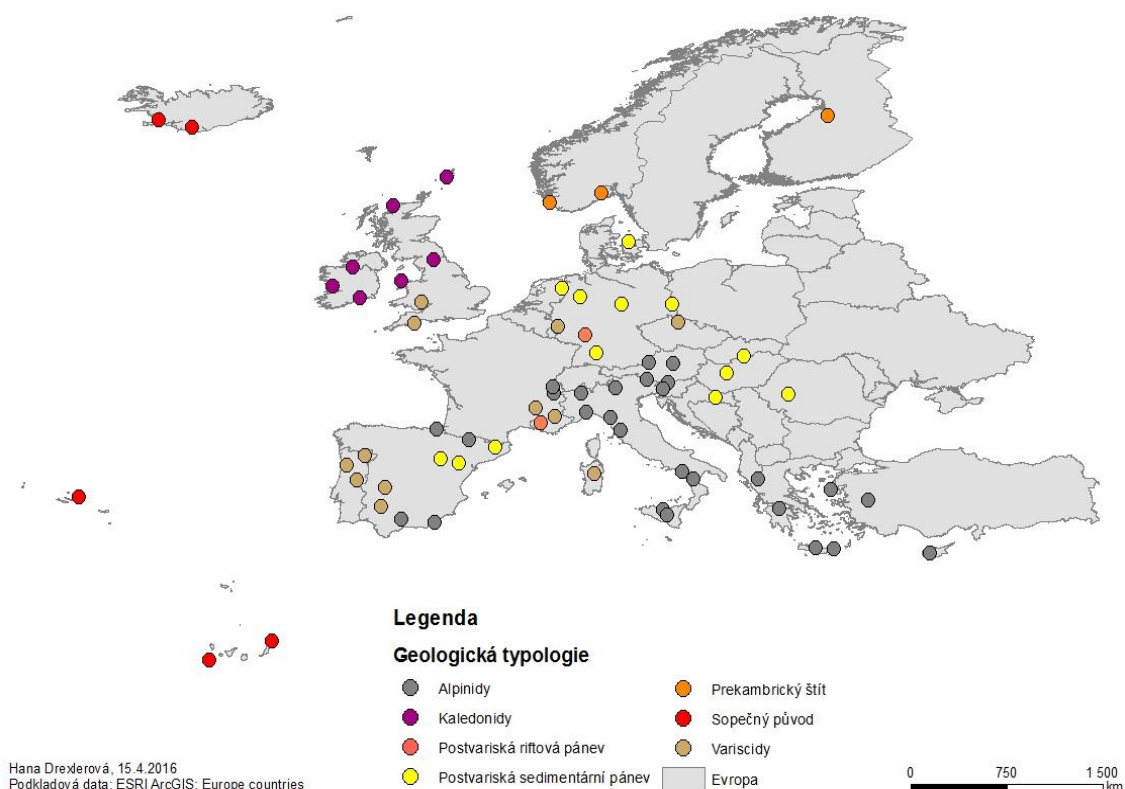 Legenda
Geologická typologie
Alpinidy
Kaledonidy
Postvariská riftová pánev
Postvariská sedimentární pánev
Prekambrický štít
Sopečný původ
Variscidy
Evropa
Hana Drexlerová, 15.4.2016
Podkladová data: ESRI ArcGIS: Europe countries
0 750 1 500
km